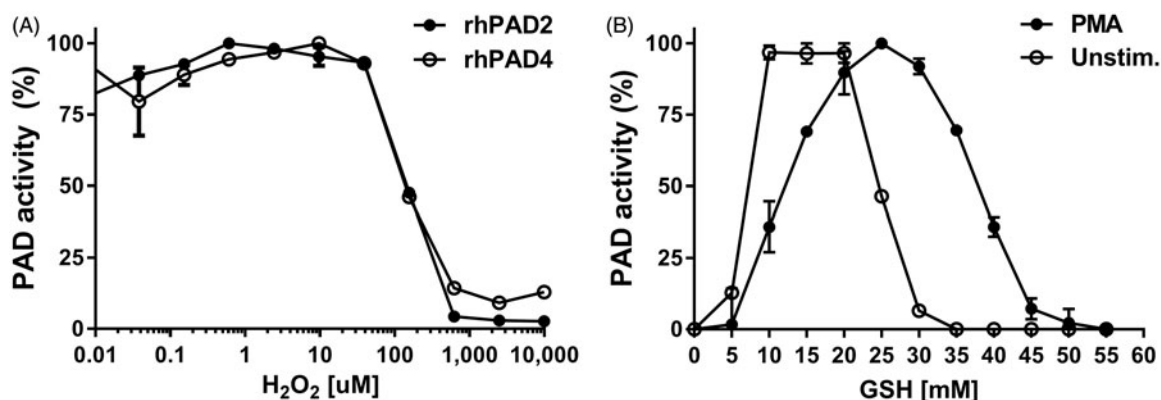 (A)
rhPAD2
rhPAD4
PAD activity (%)
100
75
50
25
0
0.01 0.1 1 10 100 1,000 10,000
H₂O₂ [uM]
(B)
PMA
Unstim.
PAD activity (%)
100
75
50
25
0
0 5 10 15 20 25 30 35 40 45 50 55
GSH [mM]